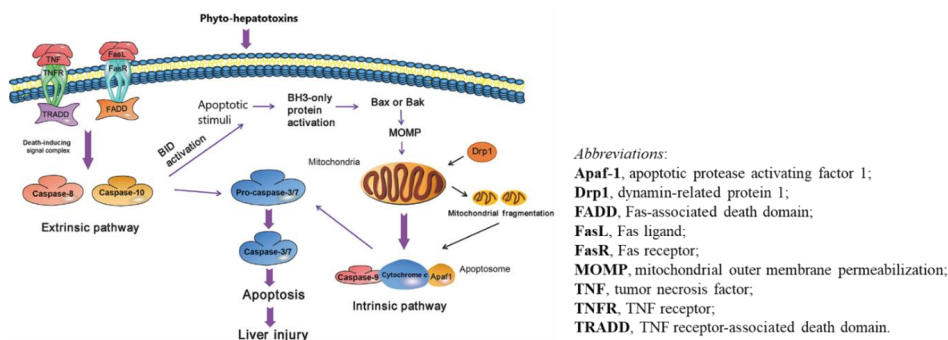 Phyto-hepatotoxins
TNF
TNFR
TRADD
FasL
FasR
FADD
Apoptotic
stimuli
BH3-only
protein
activation
Bax or Bak
MOMP
Death-inducing
signal complex
BID
activation
Mitochondria
Drp1
Caspase-8
Caspase-10
Pro-caspase-3/7
Mitochondrial fragmentation
Extrinsic pathway
Caspase-3/7
Caspase-9
Cytochrome c
Apaf1
Apoptosome
Apoptosis
Intrinsic pathway
Liver injury
Abbreviations:
Apaf-1, apoptotic protease activating factor 1;
Drp1, dynamin-related protein 1;
FADD, Fas-associated death domain;
FasL, Fas ligand;
FasR, Fas receptor;
MOMP, mitochondrial outer membrane permeabilization;
TNF, tumor necrosis factor;
TNFR, TNF receptor;
TRADD, TNF receptor-associated death domain.